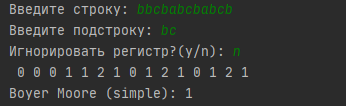 Введите строку: bbcbabcbabcb
Введите подстроку: bc
Игнорировать регистр?(y/n): n
0 0 0 1 1 2 1 0 1 2 1 0 1 2 1
Boyer Moore (simple): 1